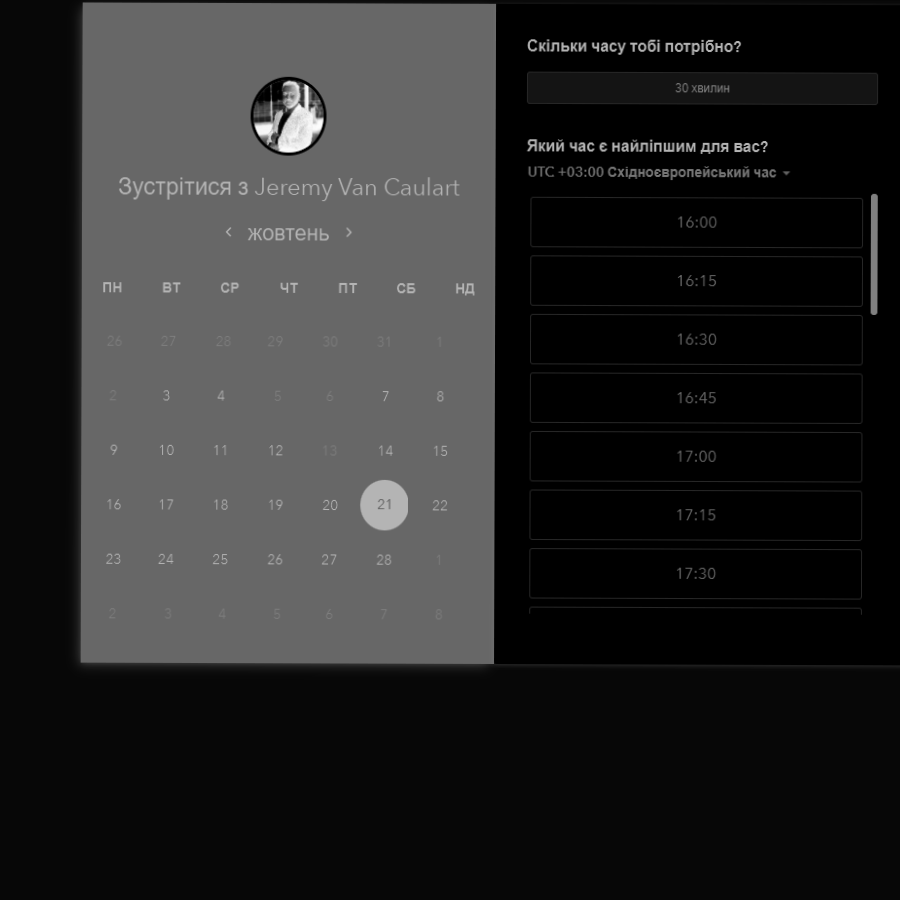 Зустрітися з Jeremy Van Caulart
жовтень
ПН ВТ СР ЧТ ПТ СБ НД
26 27 28 29 30 31 1
2 3 4 5 6 7 8
9 10 11 12 13 14 15
16 17 18 19 20 21 22
23 24 25 26 27 28 1
2 3 4 5 6 7 8
Скільки часу тобі потрібно?
30 хвилин
Який час є найліпшим для вас?
UTC +03:00 Східноєвропейський час
16:00
16:15
16:30
16:45
17:00
17:15
17:30